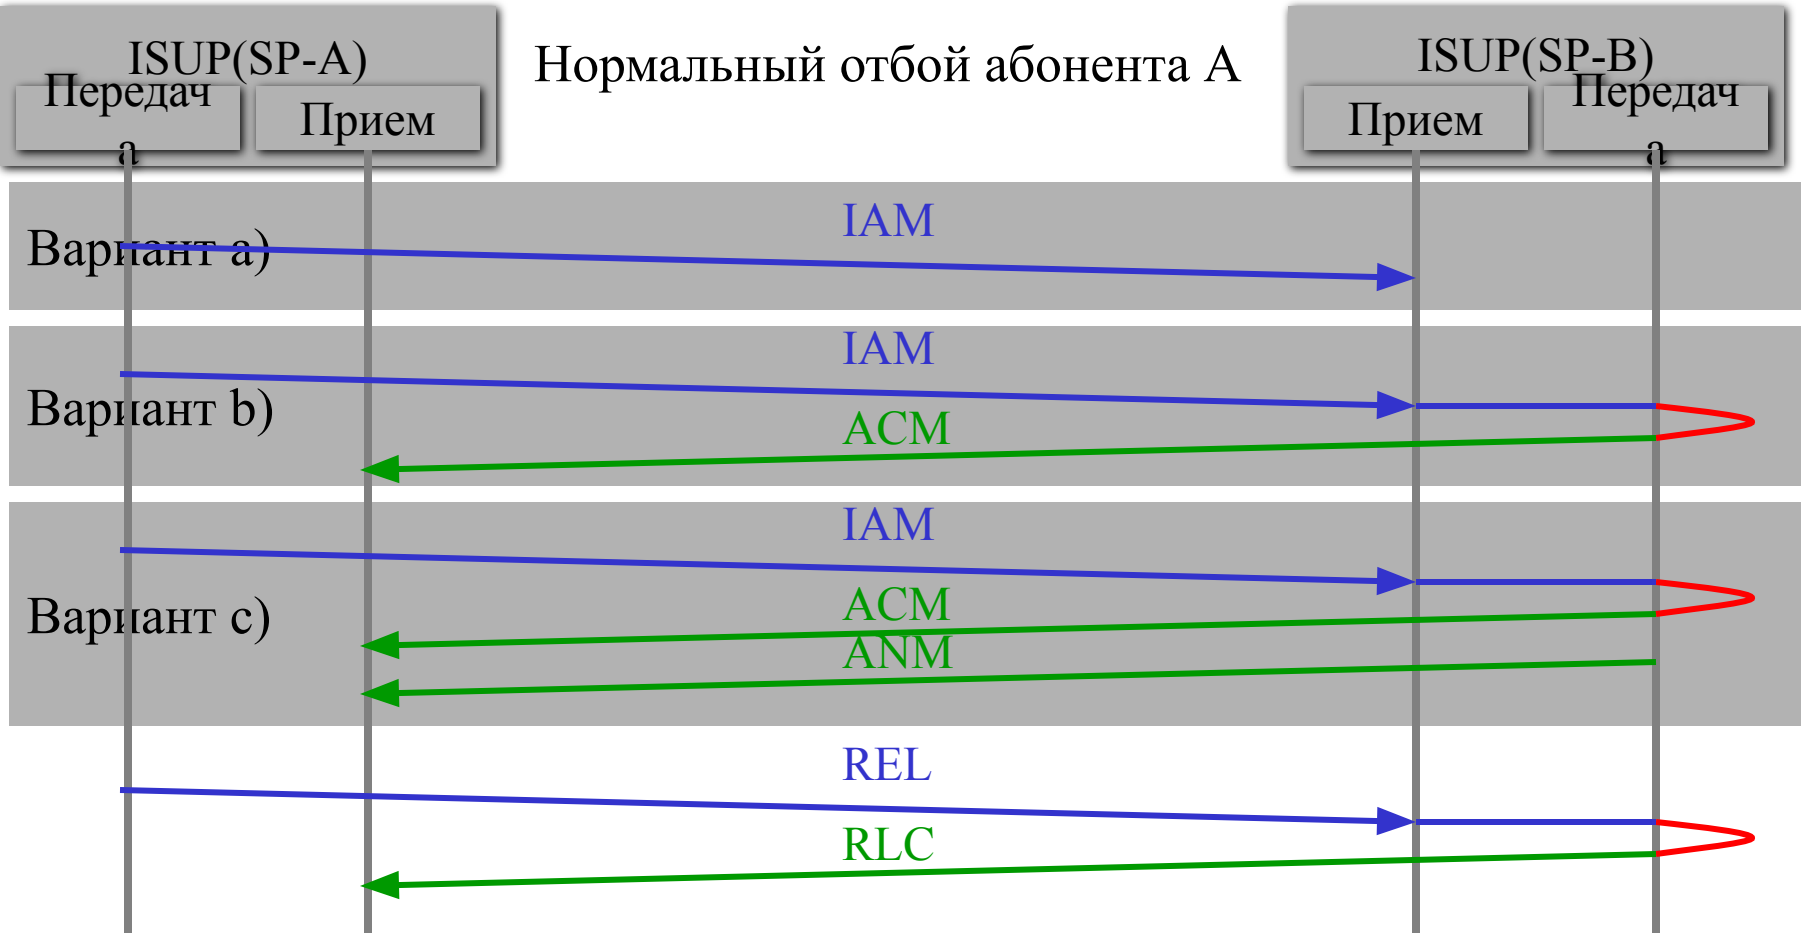 ISUP(SP-A)
Передач
а
Прием
Нормальный отбой абонента А
ISUP(SP-B)
Прием
Передач
а
Вариант a)
IAM
Вариант b)
IAM
ACM
Вариант c)
IAM
ACM
ANM
REL
RLC